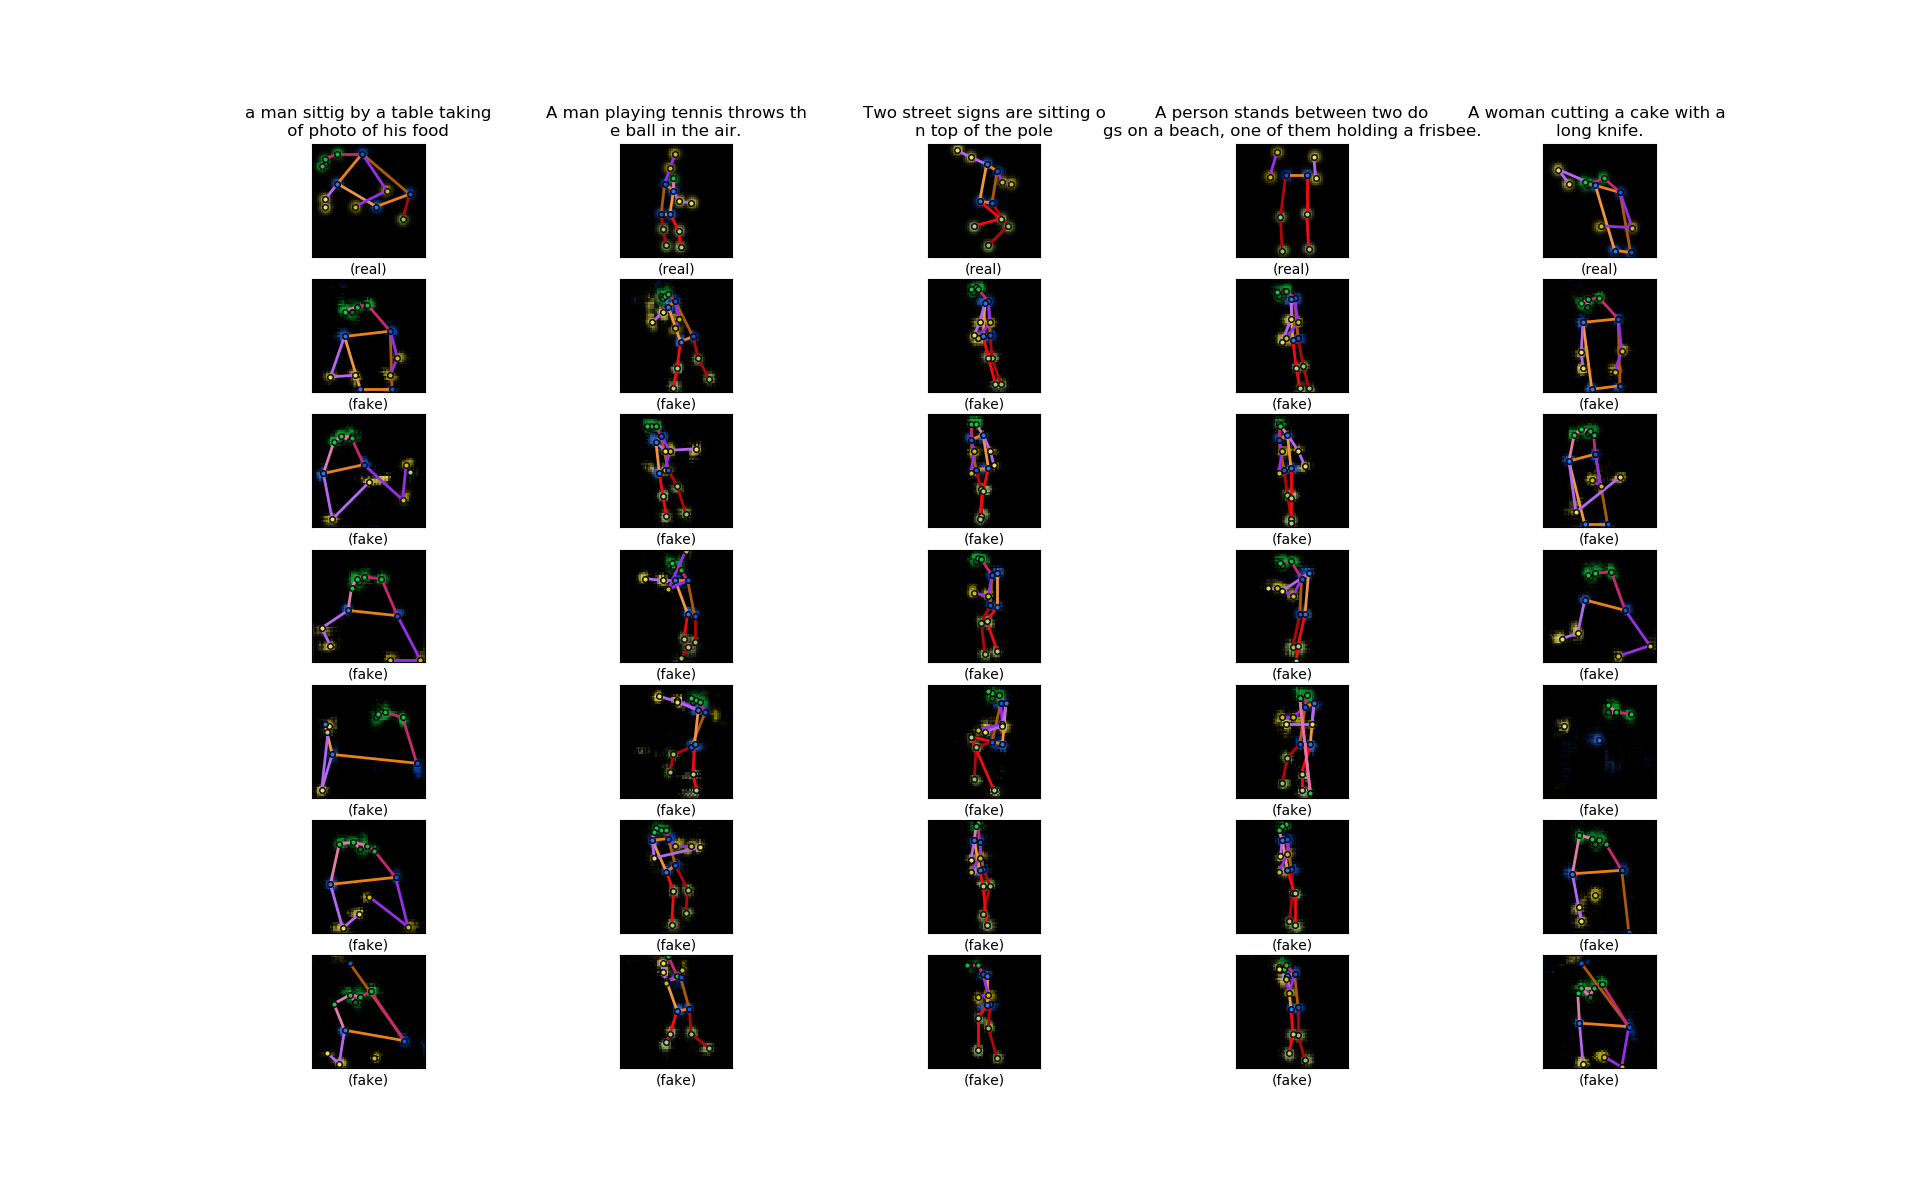 a man sittig by a table taking
of photo of his food
A man playing tennis throws th
e ball in the air.
Two street signs are sitting o
n top of the pole
A person stands between two do
gs on a beach, one of them holding a frisbee.
A woman cutting a cake with a
long knife.
(real) (real) (real) (real) (real)
(fake) (fake) (fake) (fake) (fake)
(fake) (fake) (fake) (fake) (fake)
(fake) (fake) (fake) (fake) (fake)
(fake) (fake) (fake) (fake) (fake)
(fake) (fake) (fake) (fake) (fake)
(fake) (fake) (fake) (fake) (fake)